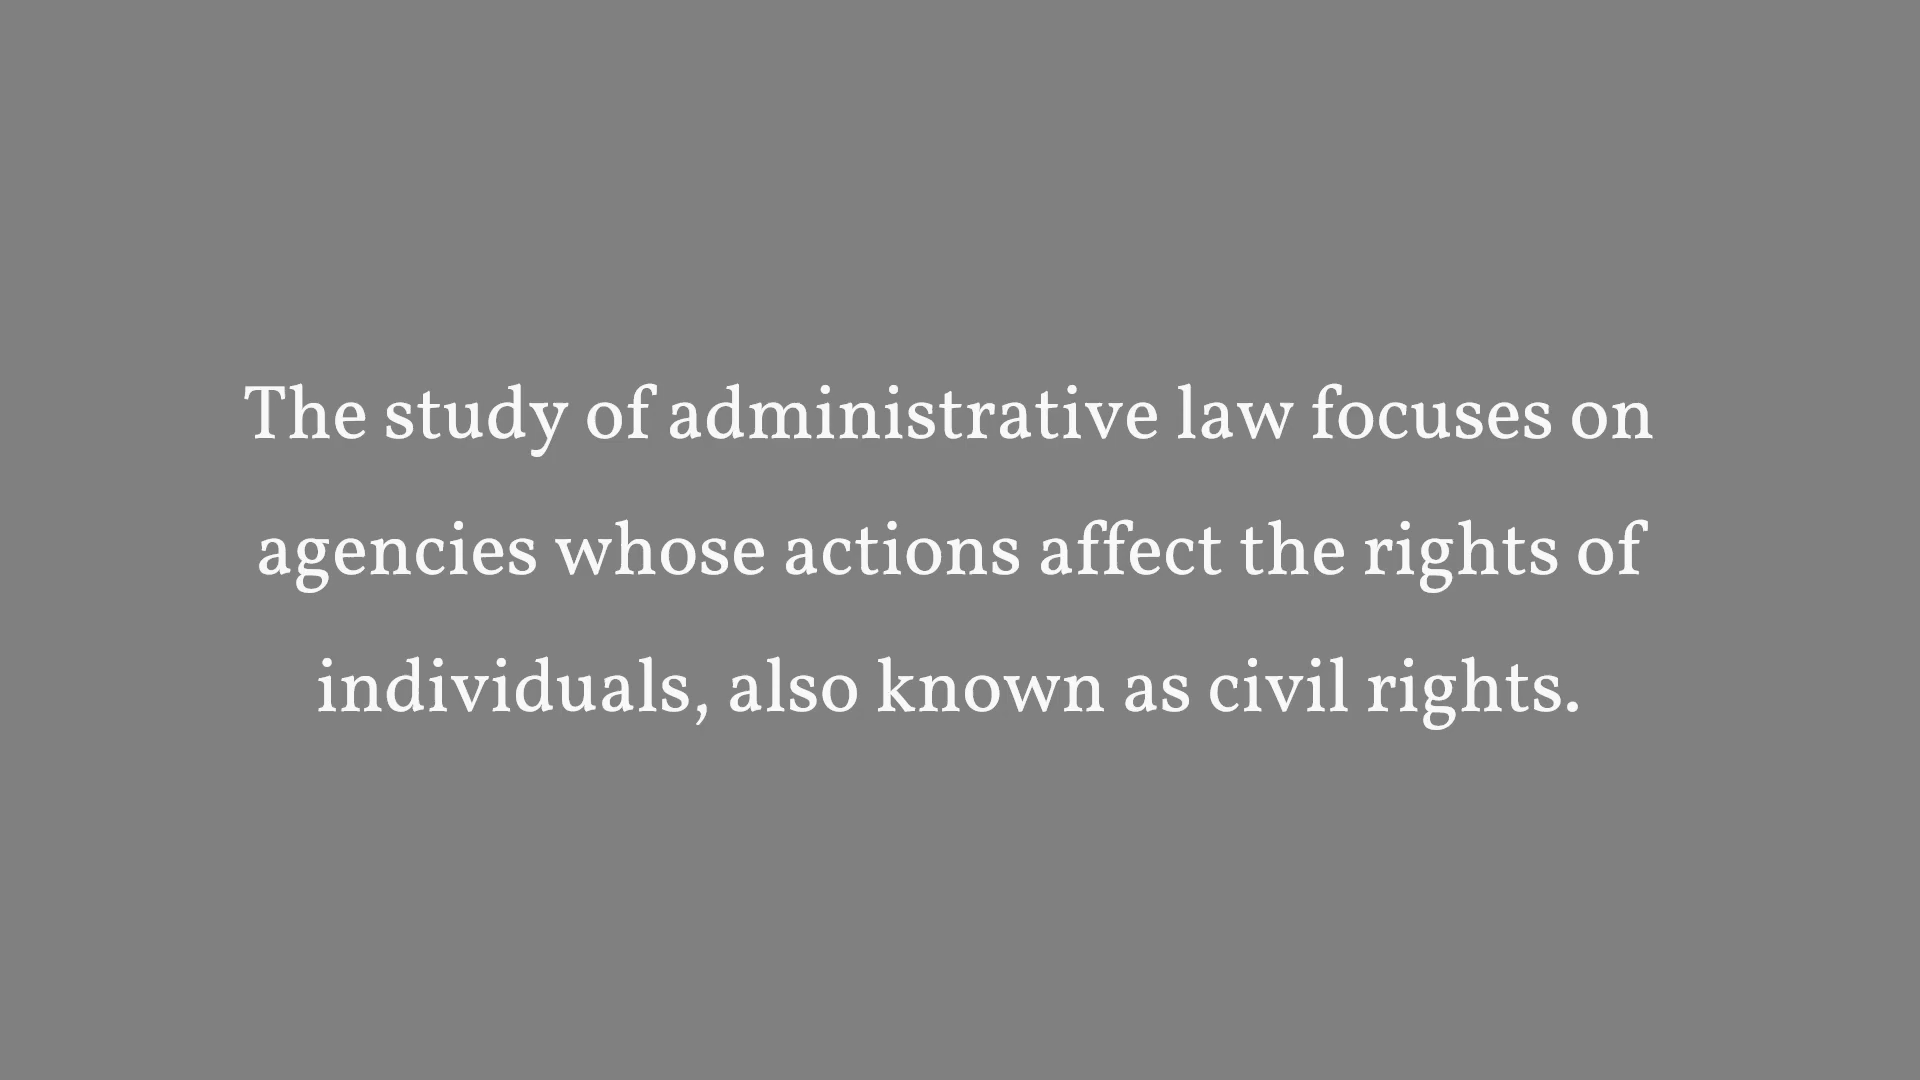 The study of administrative law focuses on
agencies whose actions affect the rights of
individuals, also known as civil rights.